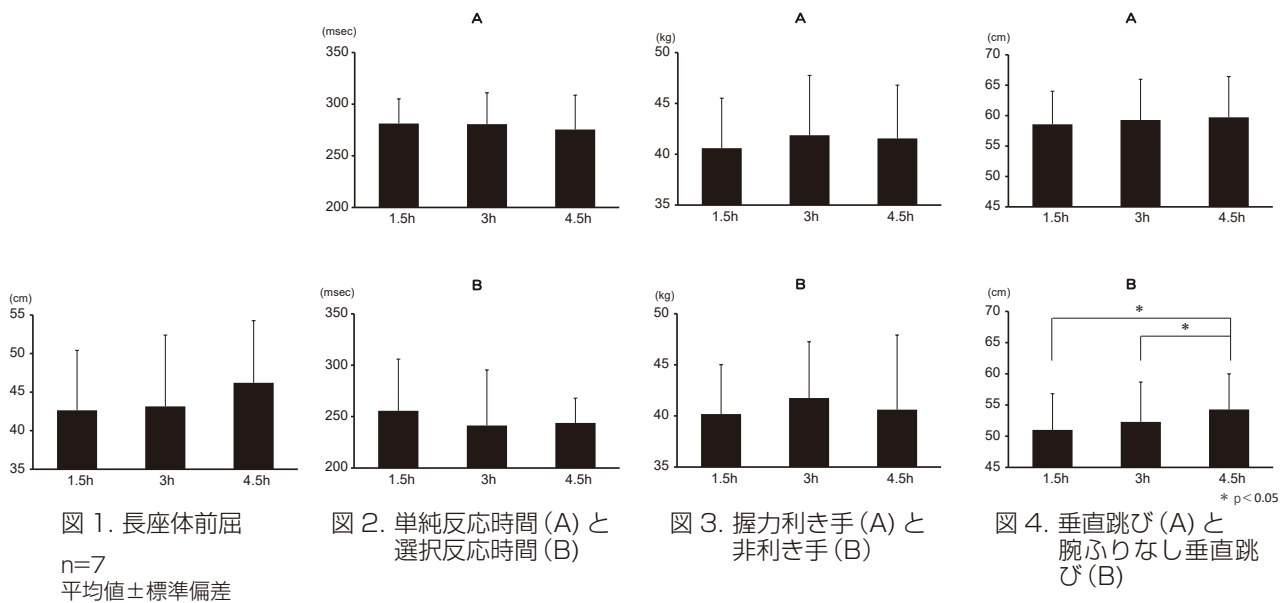 A
(msec)
350
300
250
200
1.5h
3h
4.5h
A
(kg)
50
45
40
35
1.5h
3h
4.5h
A
(cm)
70
65
60
55
50
45
1.5h
3h
4.5h
(cm)
55
50
45
40
35
1.5h
3h
4.5h
図 1. 長座体前屈
n=7
平均値±標準偏差
B
(msec)
350
300
250
200
1.5h
3h
4.5h
図 2. 単純反応時間(A)と
選択反応時間(B)
B
(kg)
50
45
40
35
1.5h
3h
4.5h
図 3. 握力利き手(A)と
非利き手(B)
B
(cm)
70
65
60
55
50
45
*
*
1.5h
3h
4.5h
* p<0.05
図 4. 垂直跳び(A)と
腕ふりなし垂直跳
び(B)